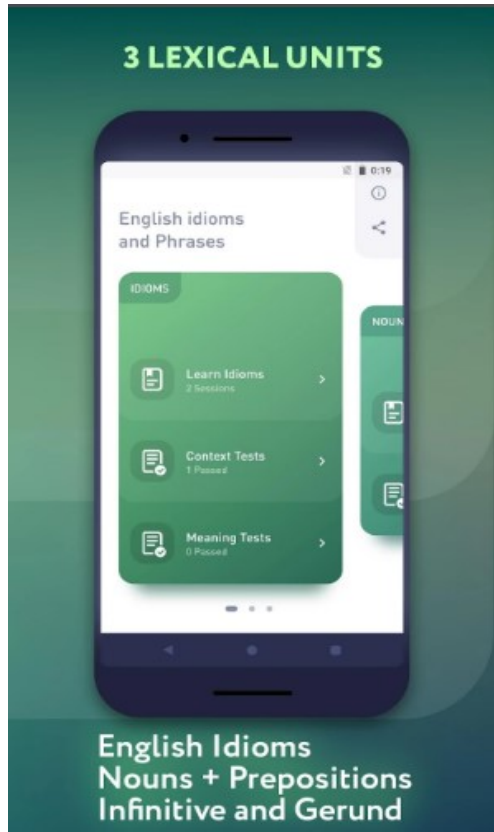 3 LEXICAL UNITS
0:19
English idioms
and Phrases
IDIOMS
NOUN
Learn Idioms
2 Sessions
Context Tests
1 Passed
Meaning Tests
0 Passed
English Idioms
Nouns + Prepositions
Infinitive and Gerund